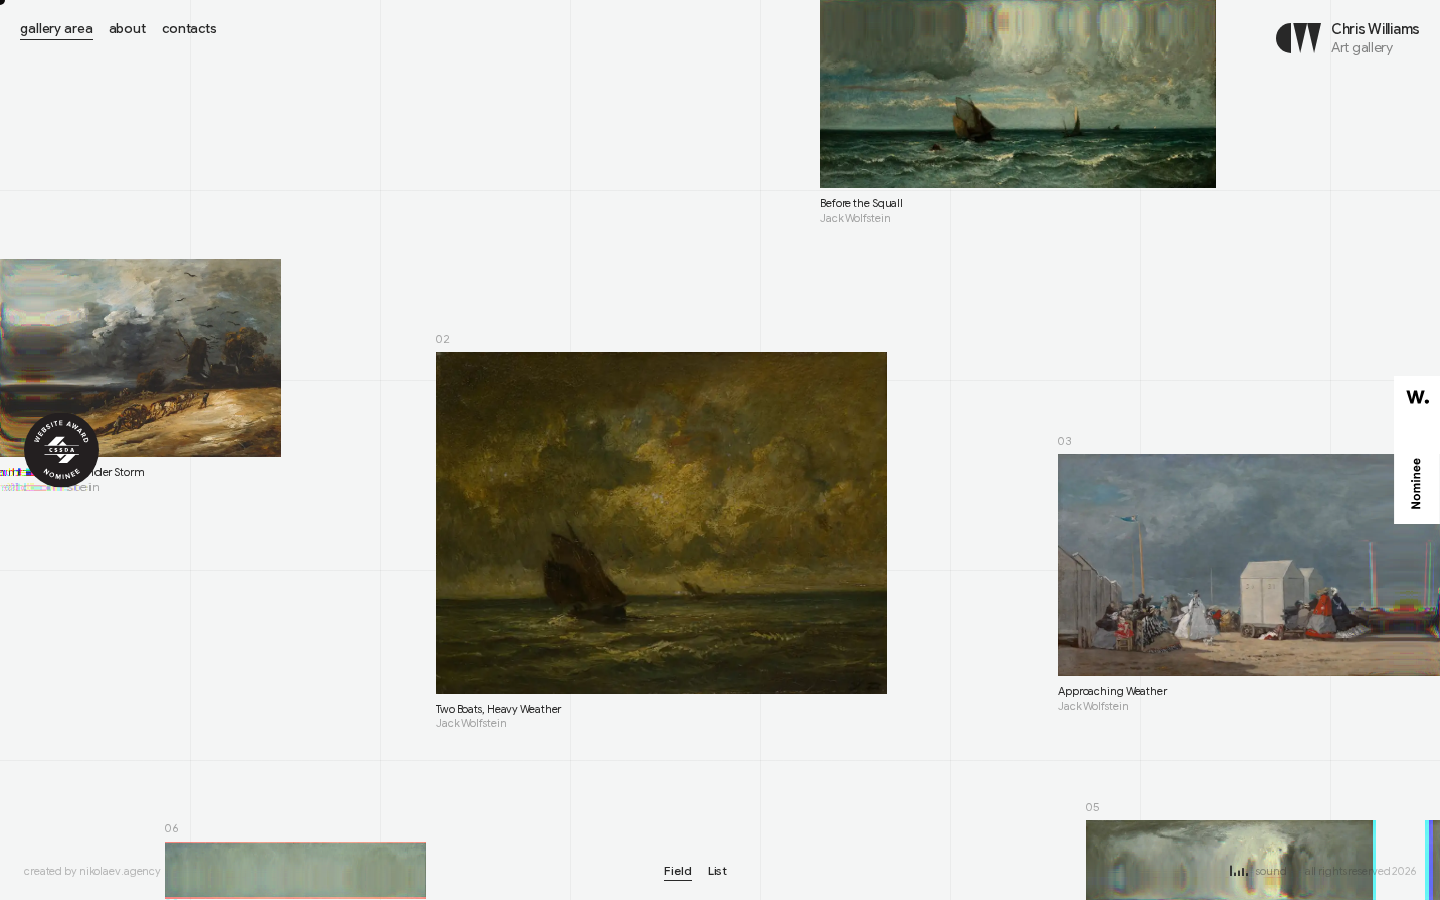 gallery area about contacts
Chris Williams
Art gallery
Before the Squall
Jack Wolfstein
02
Two Boats, Heavy Weather
Jack Wolfstein
03
Approaching Weather
Jack Wolfstein
Storm
WEBSITE AWARD
CSSDA
NOMINEE
W.
Nominee
05
06
created by nikolaev.agency
Field List
sound
all rights reserved 2026